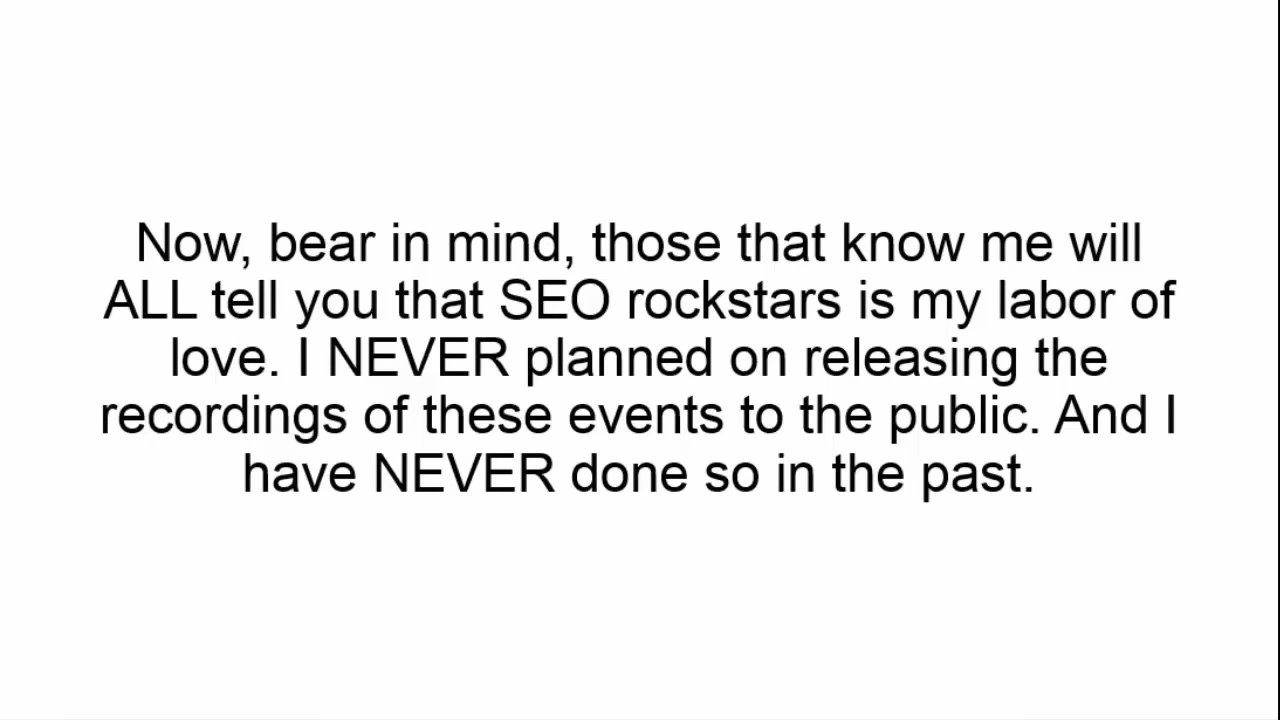 Now, bear in mind, those that know me will
ALL tell you that SEO rockstars is my labor of
love. I NEVER planned on releasing the
recordings of these events to the public. And I
have NEVER done so in the past.